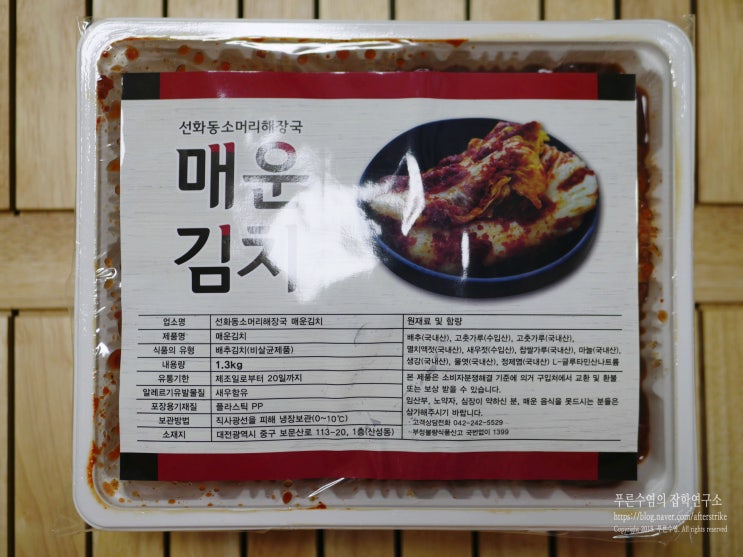 선화동소머리해장국
매운
김치
업소명 선화동소머리해장국 매운김치
제품명 매운김치
식품의 유형 배추김치(비살균제품)
내용량 1.3kg
유통기한 제조일로부터 20일까지
알레르기유발물질 새우함유
포장용기재질 플라스틱 PP
보관방법 직사광선을 피해 냉장보관(0~10℃)
소재지 대전광역시 중구 보문산로 113-20, 1층(산성동)
원재료 및 함량
배추(국내산), 고춧가루(수입산), 고춧가루(국내산),
멸치액젓(국내산), 새우젓(수입산), 찹쌀가루(국내산), 마늘(국내산),
생강(국내산), 물엿(국내산), 정제염(국내산) L-글루타민산나트륨
본 제품은 소비자분쟁해결 기준에 의거 구입처에서 교환 및 환불
또는 보상 받을 수 있습니다.
임산부, 노약자, 심장이 약하신 분, 매운 음식을 못드시는 분들은
삼가해주시기 바랍니다.
· 고객상담전화 042-242-5529
· 부정불량식품신고 국번없이 1399
푸른수염의 잡학연구소
https://blog.naver.com/afterstrike
Copyright 2018. 푸른수염. All rights reserved